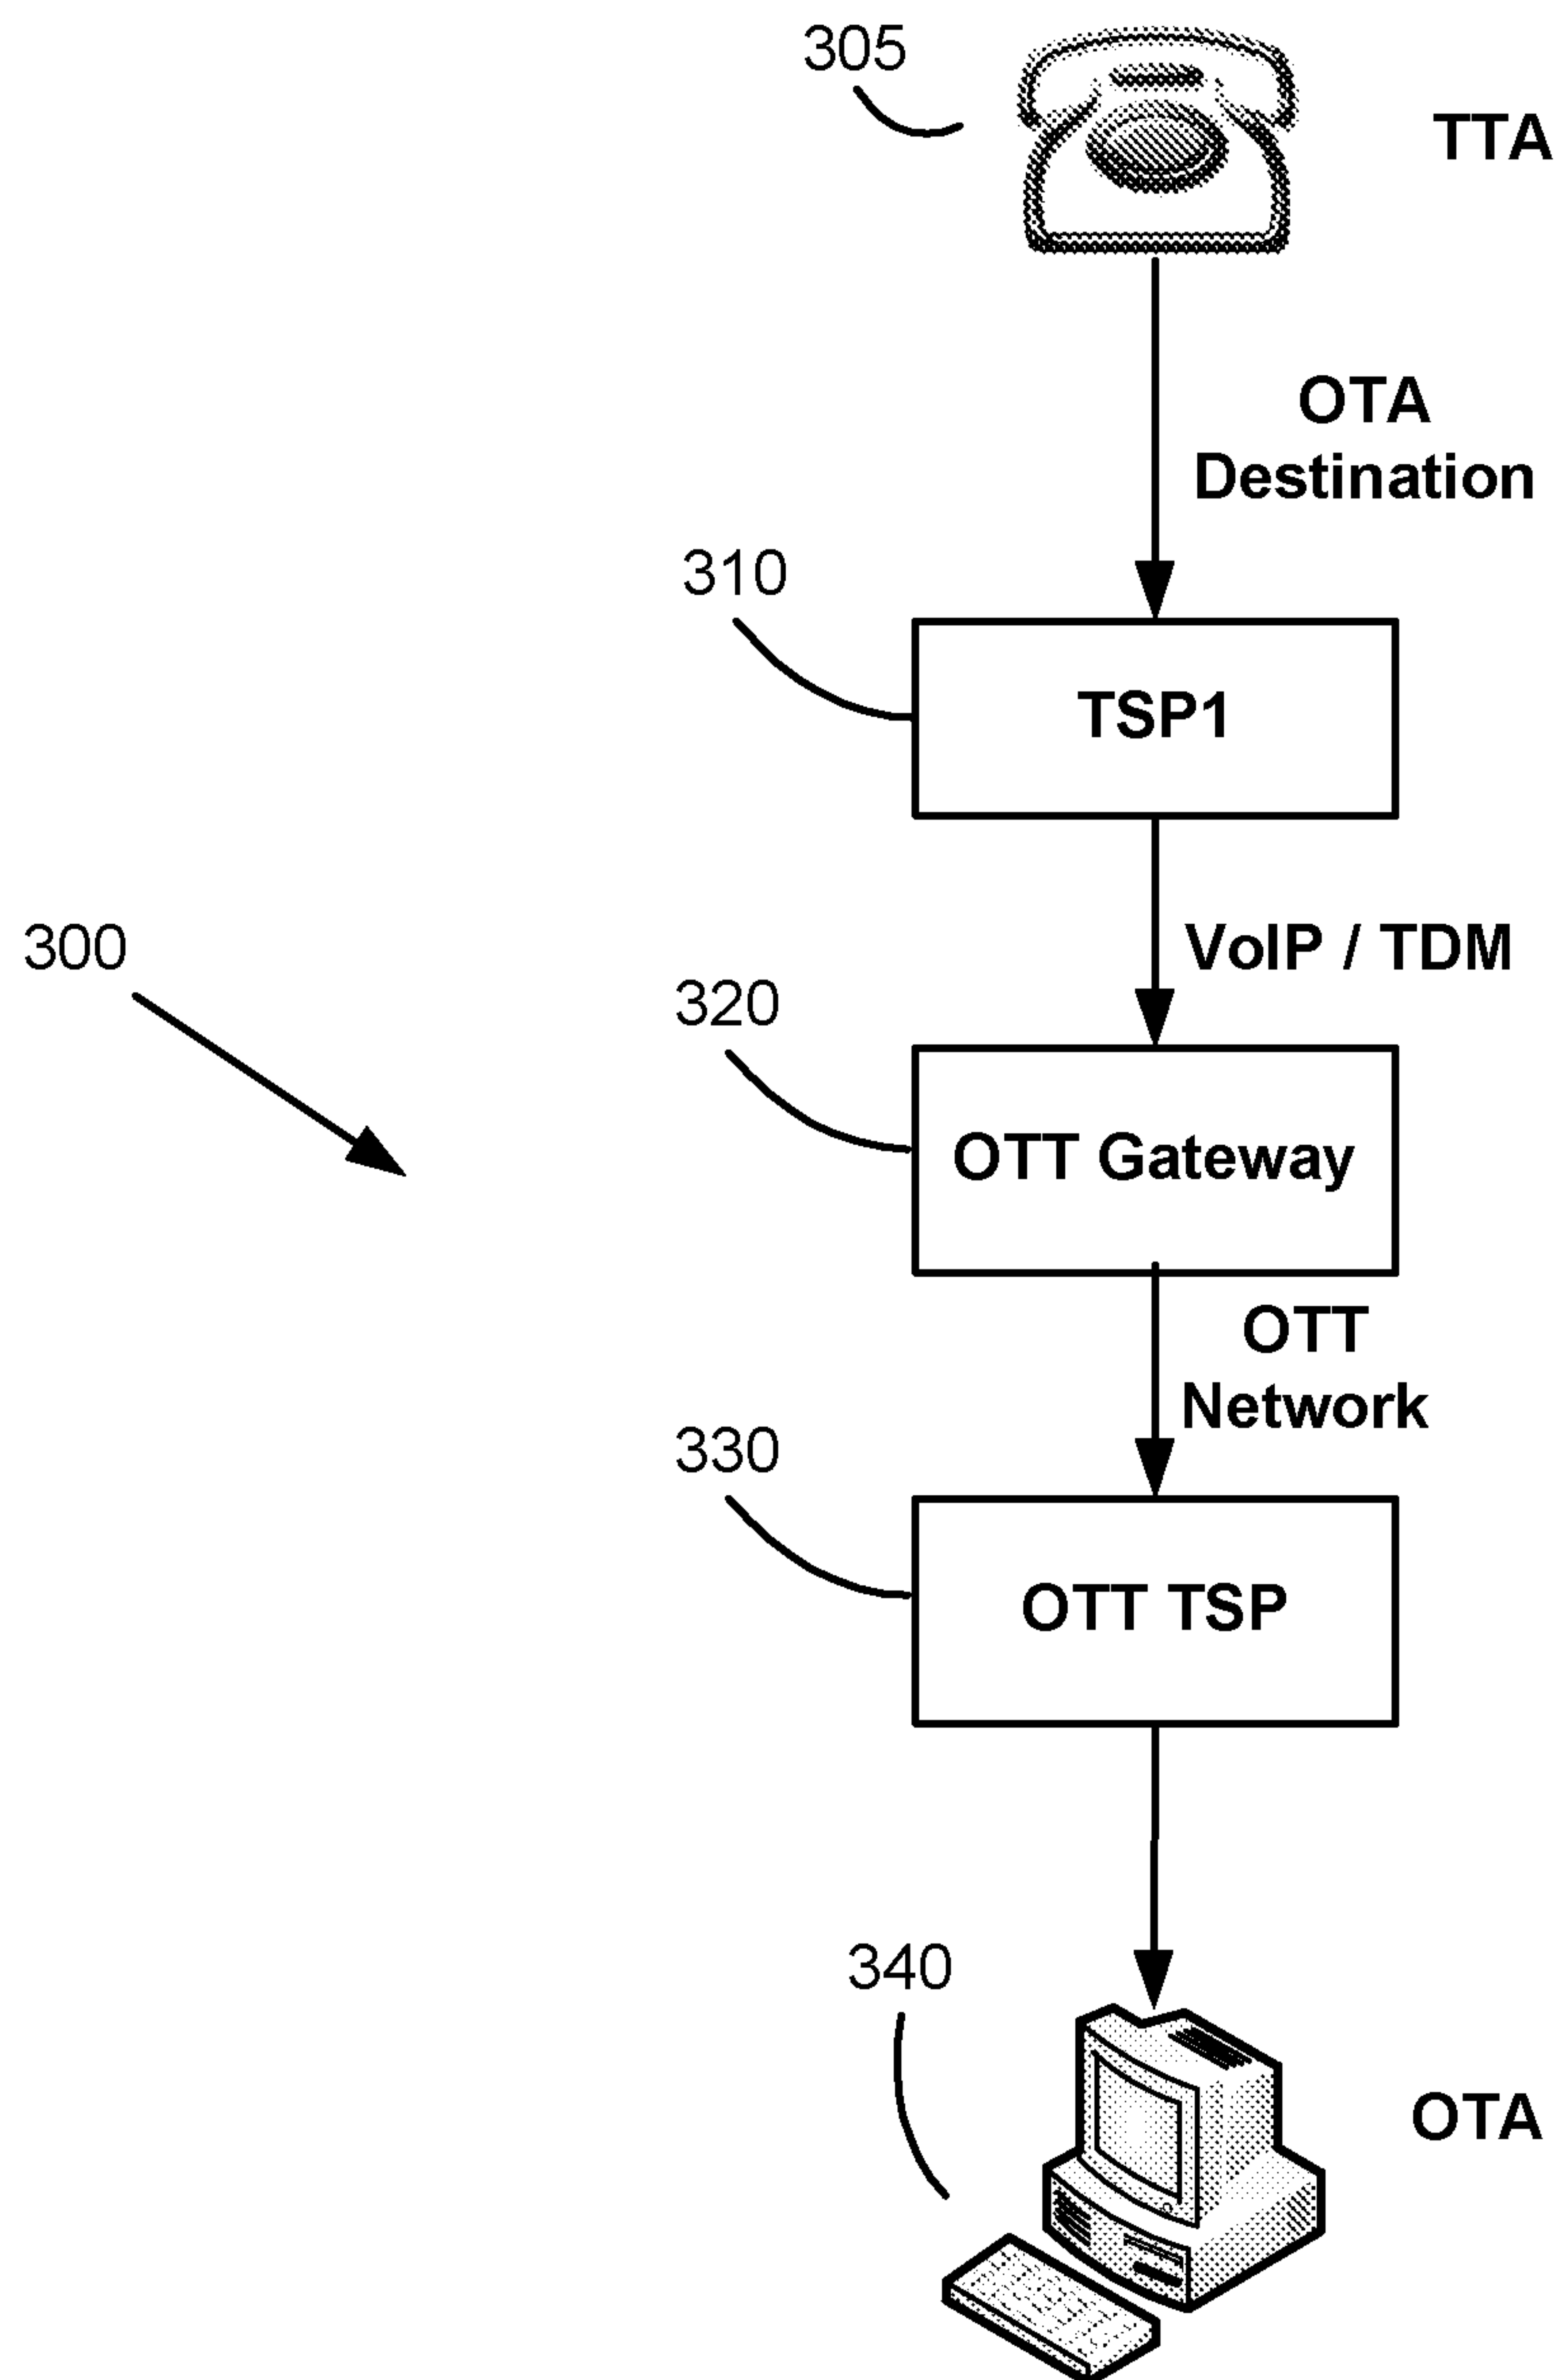 305
TTA
OTA
Destination
310
TSP1
300
VoIP / TDM
320
OTT Gateway
OTT
Network
330
OTT TSP
340
OTA